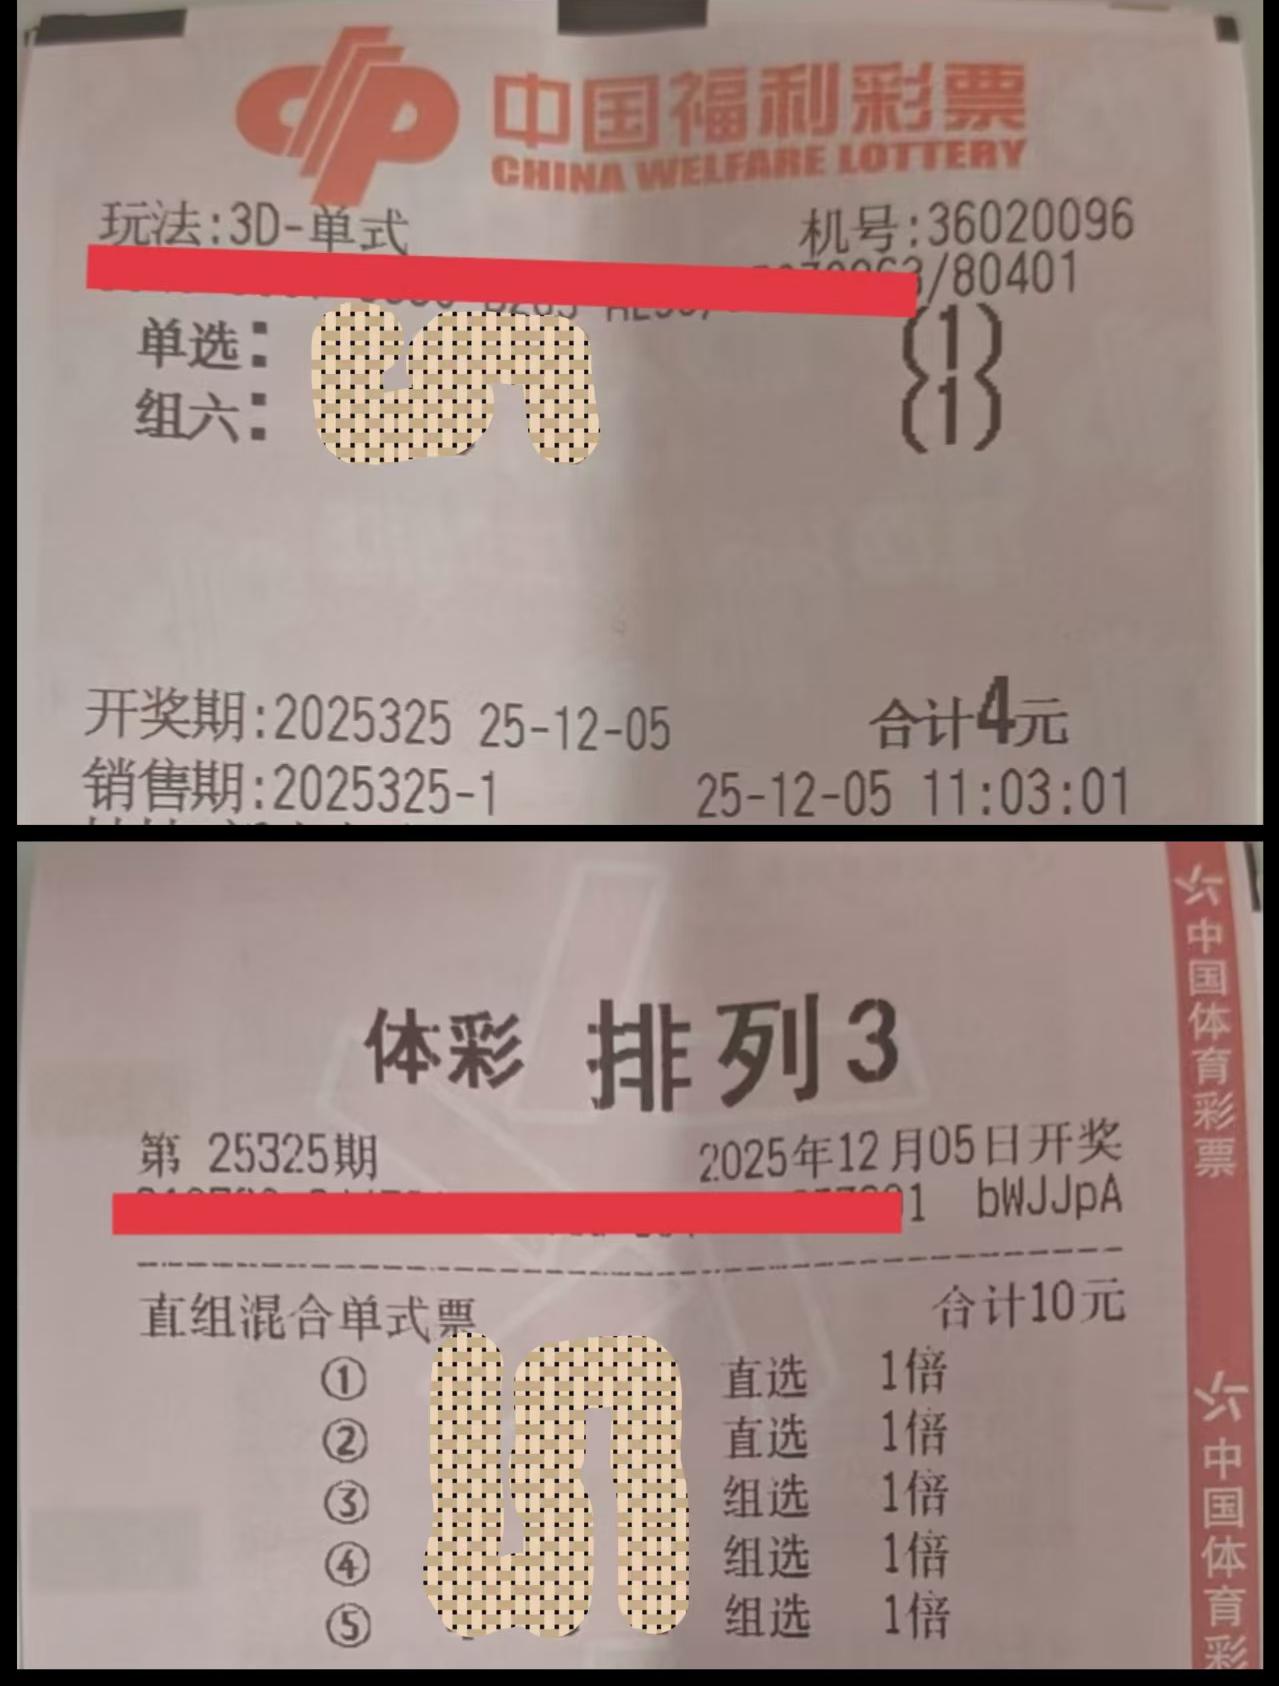 中国福利彩票
CHINA WELFARE LOTTERY
玩法:3D-单式 机号:36020096
/80401
单选: (1)
组六: (1)
开奖期:2025325 25-12-05 合计4元
销售期:2025325-1 25-12-05 11:03:01
体彩 排列3
第 25325期 2025年12月05日开奖
1 bWJJpA
直组混合单式票 合计10元
① 直选 1倍
② 直选 1倍
③ 组选 1倍
④ 组选 1倍
⑤ 组选 1倍
中国体育彩票
中国体育彩